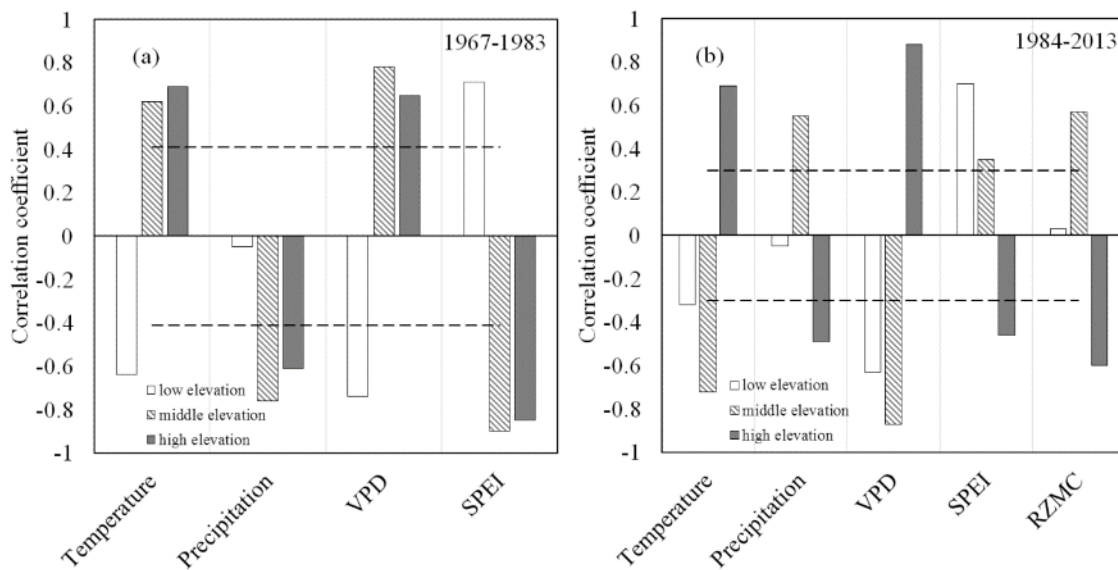 (a)
1967-1983
Correlation coefficient
1
0.8
0.6
0.4
0.2
0
-0.2
-0.4
-0.6
-0.8
-1
low elevation
middle elevation
high elevation
Temperature
Precipitation
VPD
SPEI
(b)
1984-2013
Correlation coefficient
1
0.8
0.6
0.4
0.2
0
-0.2
-0.4
-0.6
-0.8
-1
low elevation
middle elevation
high elevation
Temperature
Precipitation
VPD
SPEI
RZMC